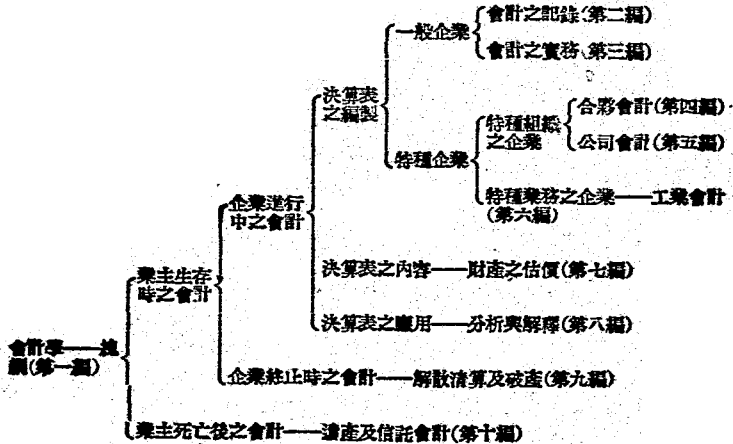 一般企業
會計之記錄(第二編)
會計之實務(第三編)
決算表
之編製
特種企業
特種組織
之企業
合夥會計(第四編)
公司會計(第五編)
特種業務之企業——工業會計
(第六編)
企業進行
中之會計
決算表之內容——財產之估價(第七編)
決算表之應用——分析與解釋(第八編)
業主生存
時之會計
企業終止時之會計——解散清算及破產(第九編)
會計學——總
綱(第一編)
業主死亡後之會計——遺產及信託會計(第十編)